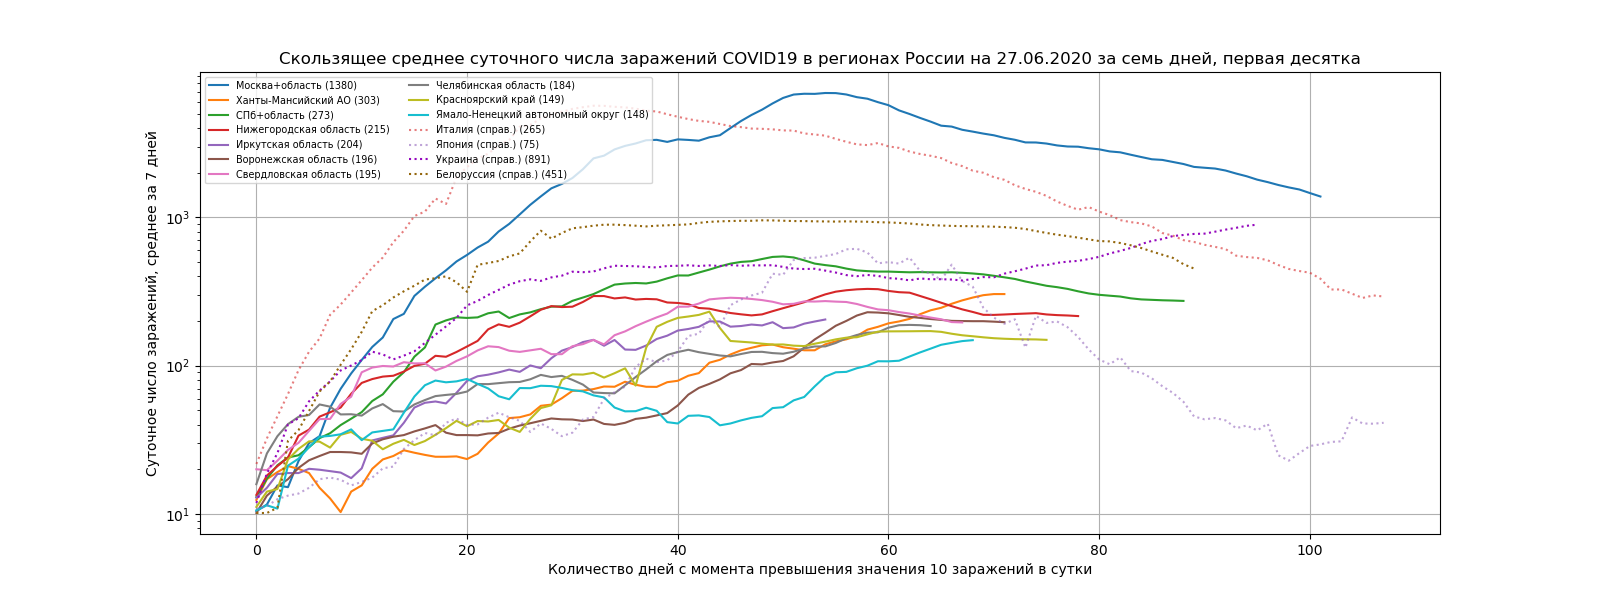 Скользящее среднее суточного числа заражений COVID19 в регионах России на 27.06.2020 за семь дней, первая десятка
Москва+область (1380)
Ханты-Мансийский АО (303)
СПб+область (273)
Нижегородская область (215)
Иркутская область (204)
Воронежская область (196)
Свердловская область (195)
Челябинская область (184)
Красноярский край (149)
Ямало-Ненецкий автономный округ (148)
Италия (справ.) (265)
Япония (справ.) (75)
Украина (справ.) (891)
Белоруссия (справ.) (451)
Суточное число заражений, среднее за 7 дней
10³
10²
10¹
0 20 40 60 80 100
Количество дней с момента превышения значения 10 заражений в сутки